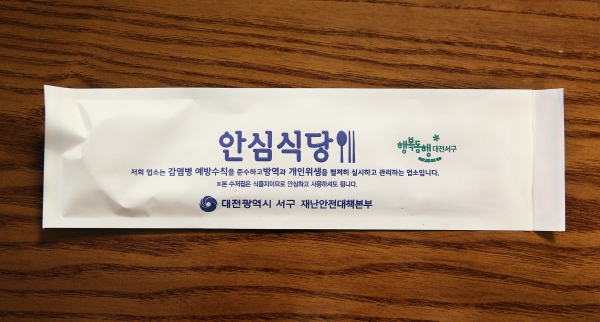 안심식당
행복동행 대전서구
저희 업소는 감염병 예방수칙을 준수하고 방역과 개인위생을 철저히 실시하고 관리하는 업소입니다.
※본 수저집은 식품지이므로 안심하고 사용하셔도 됩니다.
대전광역시 서구 재난안전대책본부